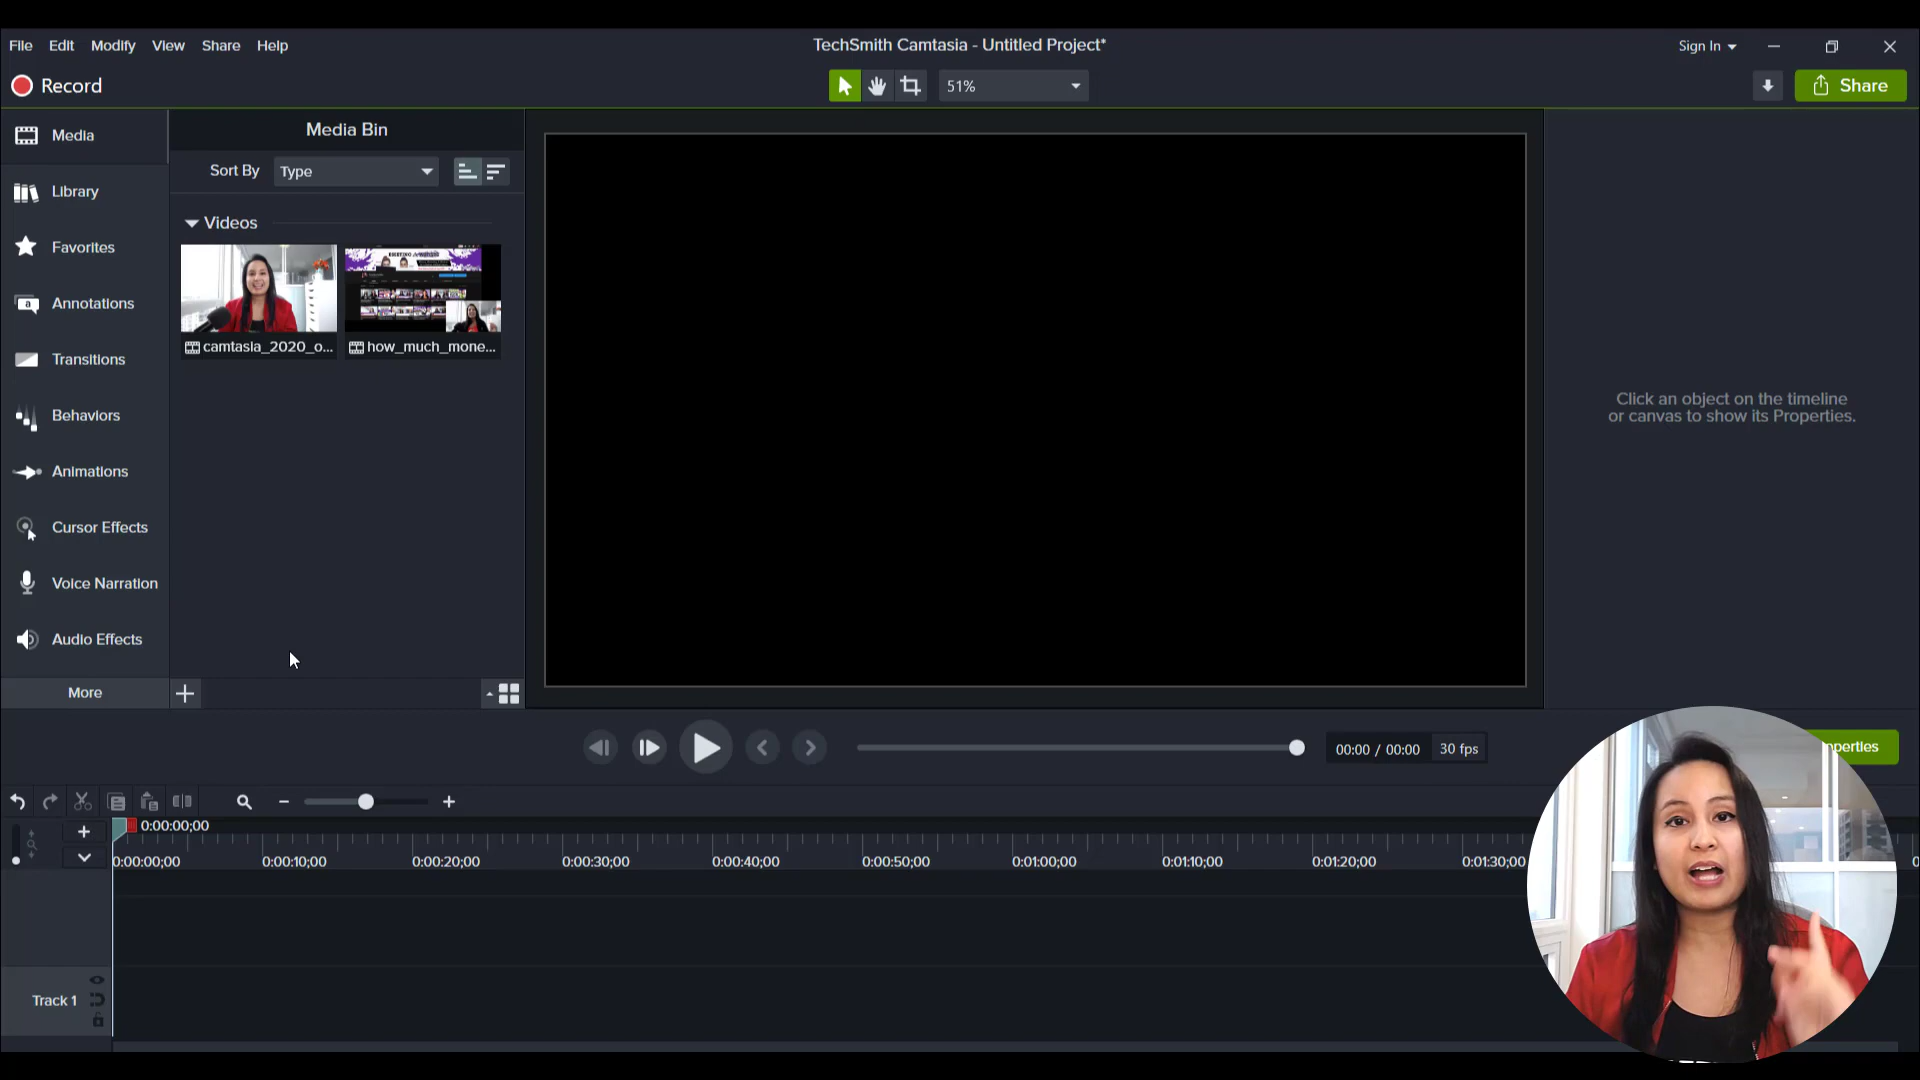 File Edit Modify View Share Help
TechSmith Camtasia - Untitled Project*
Sign In
Record
51%
Share
Media
Library
Favorites
Annotations
Transitions
Behaviors
Animations
Cursor Effects
Voice Narration
Audio Effects
More
Media Bin
Sort By Type
Videos
camtasia_2020_o...
how_much_mone...
Click an object on the timeline
or canvas to show its Properties.
00:00 / 00:00 30 fps
operties
0:00:00;00
0:00:00;00 0:00:10;00 0:00:20;00 0:00:30;00 0:00:40;00 0:00:50;00 0:01:00;00 0:01:10;00 0:01:20;00 0:01:30;00
Track 1